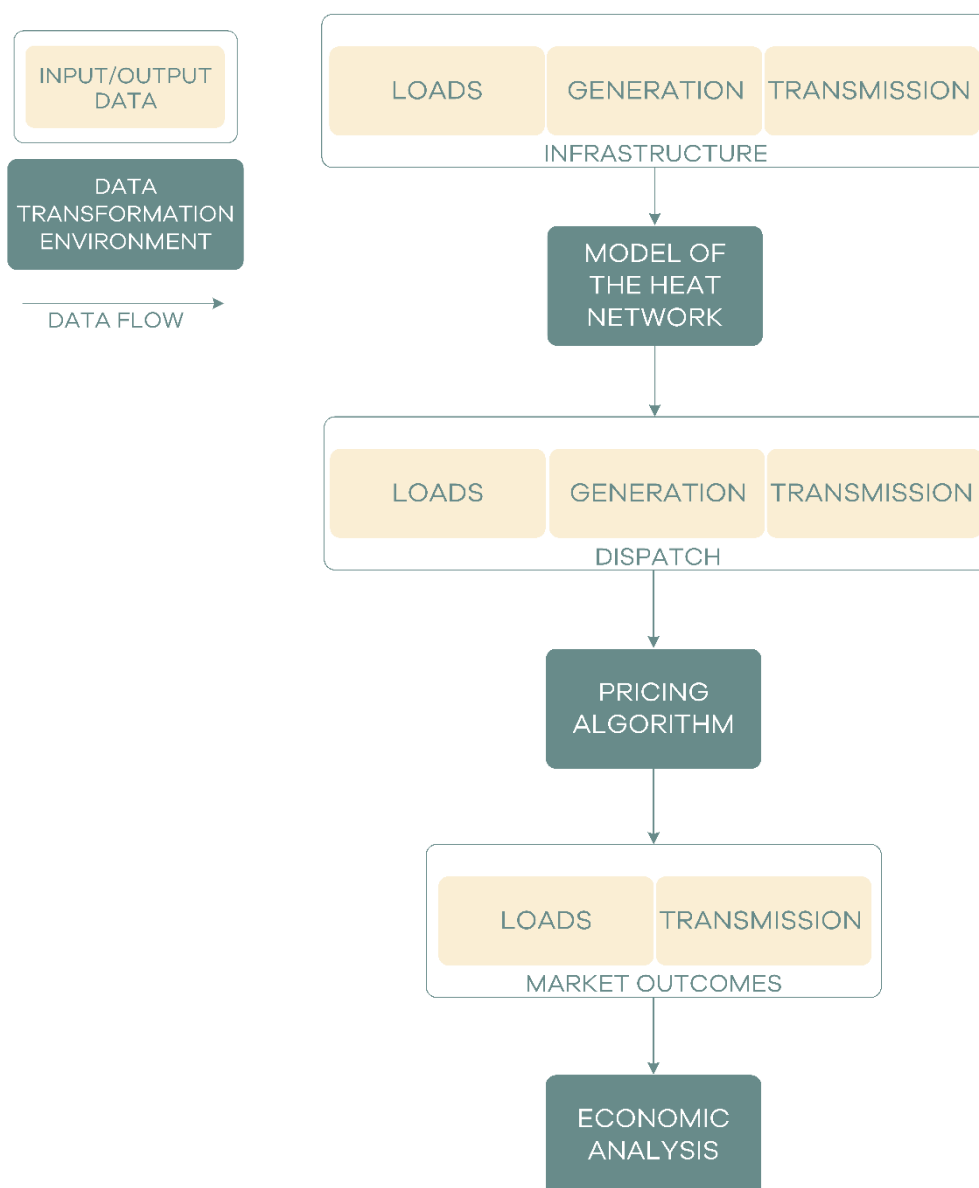 INPUT/OUTPUT
DATA
DATA
TRANSFORMATION
ENVIRONMENT
DATA FLOW
LOADS
GENERATION
TRANSMISSION
INFRASTRUCTURE
MODEL OF
THE HEAT
NETWORK
LOADS
GENERATION
TRANSMISSION
DISPATCH
PRICING
ALGORITHM
LOADS
TRANSMISSION
MARKET OUTCOMES
ECONOMIC
ANALYSIS